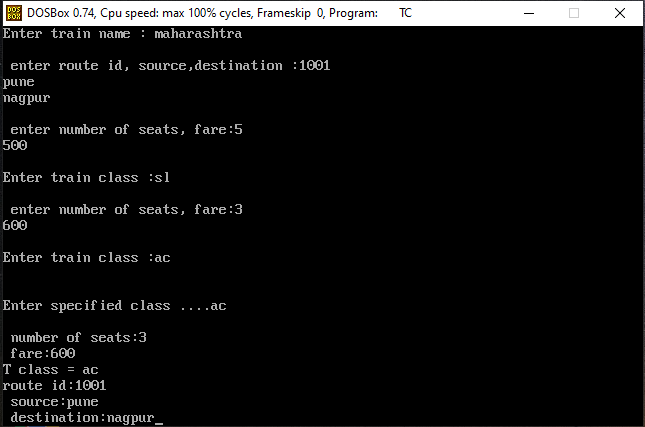 DOSBox 0.74, Cpu speed: max 100% cycles, Frameskip 0, Program: TC
Enter train name : maharashtra
enter route id, source,destination :1001
pune
nagpur
enter number of seats, fare:5
500
Enter train class :sl
enter number of seats, fare:3
600
Enter train class :ac
Enter specified class ....ac
number of seats:3
fare:600
T class = ac
route id:1001
source:pune
destination:nagpur_